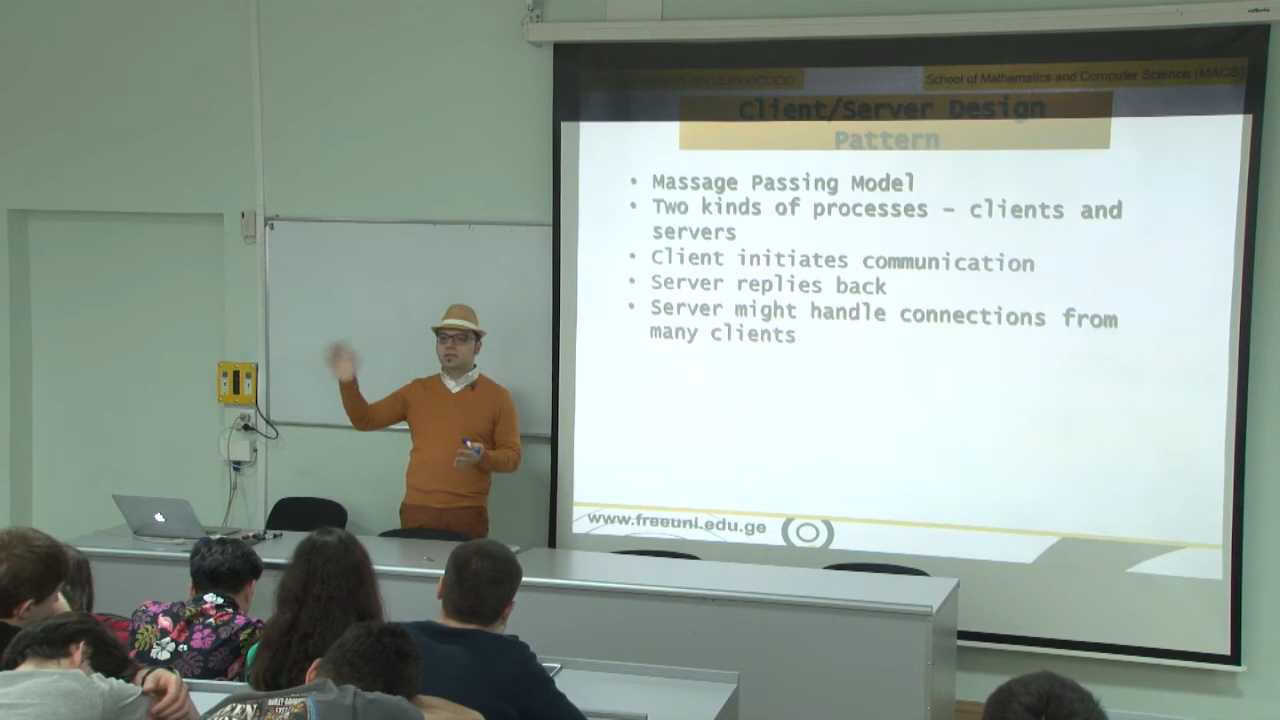 School of Mathematics and Computer Science (MACS)
Client/Server Design
Pattern
• Massage Passing Model
• Two kinds of processes – clients and
servers
• Client initiates communication
• Server replies back
• Server might handle connections from
many clients
www.freeuni.edu.ge